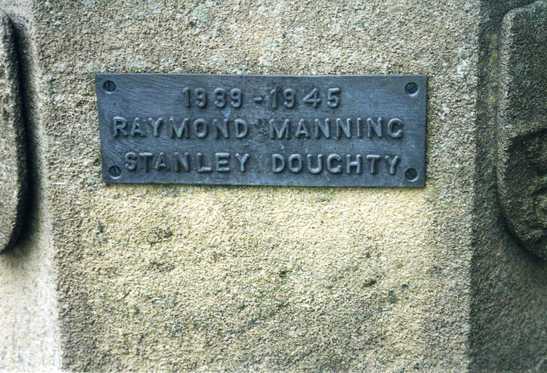 1939 - 1945
RAYMOND MANNING
STANLEY DOUGHTY